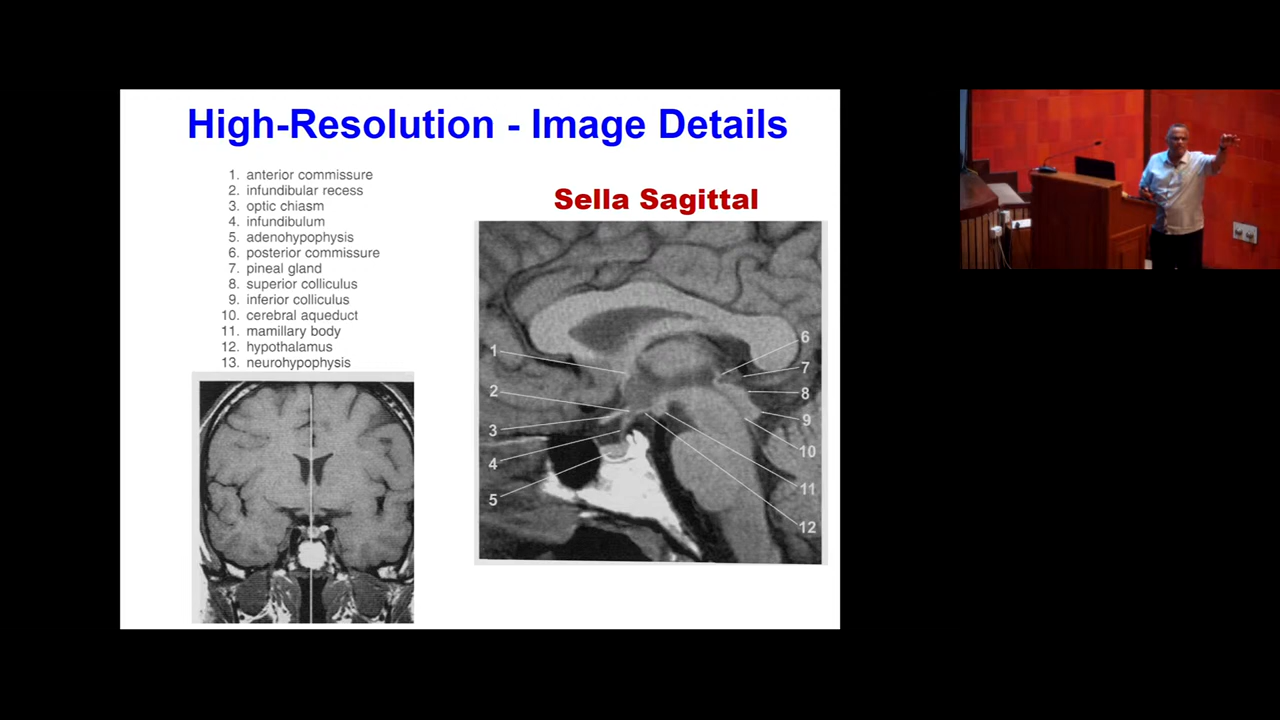 High-Resolution - Image Details
1. anterior commissure
2. infundibular recess
3. optic chiasm
4. infundibulum
5. adenohypophysis
6. posterior commissure
7. pineal gland
8. superior colliculus
9. inferior colliculus
10. cerebral aqueduct
11. mamillary body
12. hypothalamus
13. neurohypophysis
Sella Sagittal
1
2
3
4
5
6
7
8
9
10
11
12